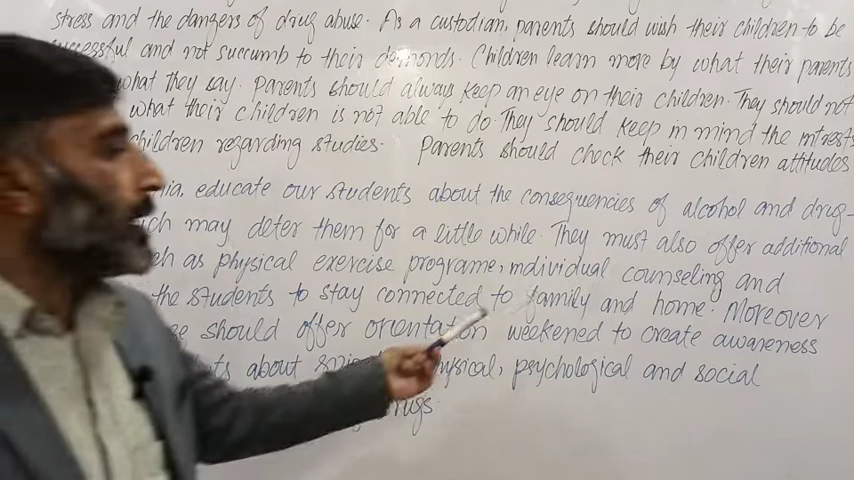 stress and the dangers of drug abuse. As a custodian, parents should wish their children to be
successful and not succumb to their demonds. Children learn more by what their parents
what they say. Parents should always keep an eye on their children. They should not
what their children is not able to do. They should keep in mind the intrests
children regarding studies. Parents should check their children attitudes
educate our students about the consequencies of alcohol and drug-
may deter them for a little while. They must also offer additional
as physical exercise programe, individual counseling and
the students to stay connected to family and home. Moreover
should offer orientation weekened to create awareness
about physical, psychological and social